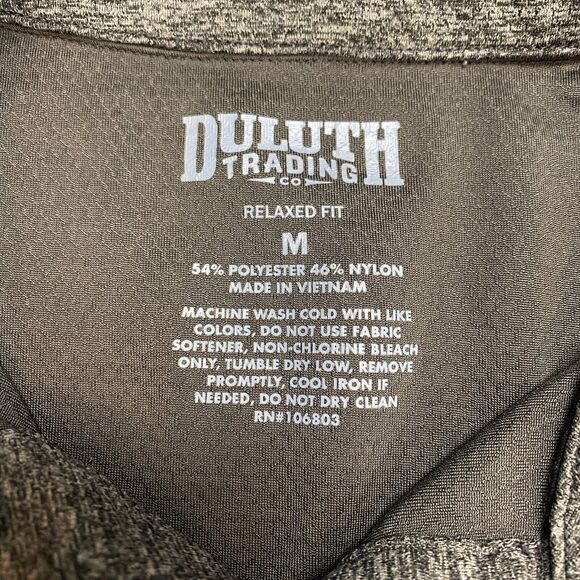 DULUTH
TRADING
CO
RELAXED FIT
M
54% POLYESTER 46% NYLON
MADE IN VIETNAM
MACHINE WASH COLD WITH LIKE
COLORS, DO NOT USE FABRIC
SOFTENER, NON-CHLORINE BLEACH
ONLY, TUMBLE DRY LOW, REMOVE
PROMPTLY, COOL IRON IF
NEEDED, DO NOT DRY CLEAN
RN#106803